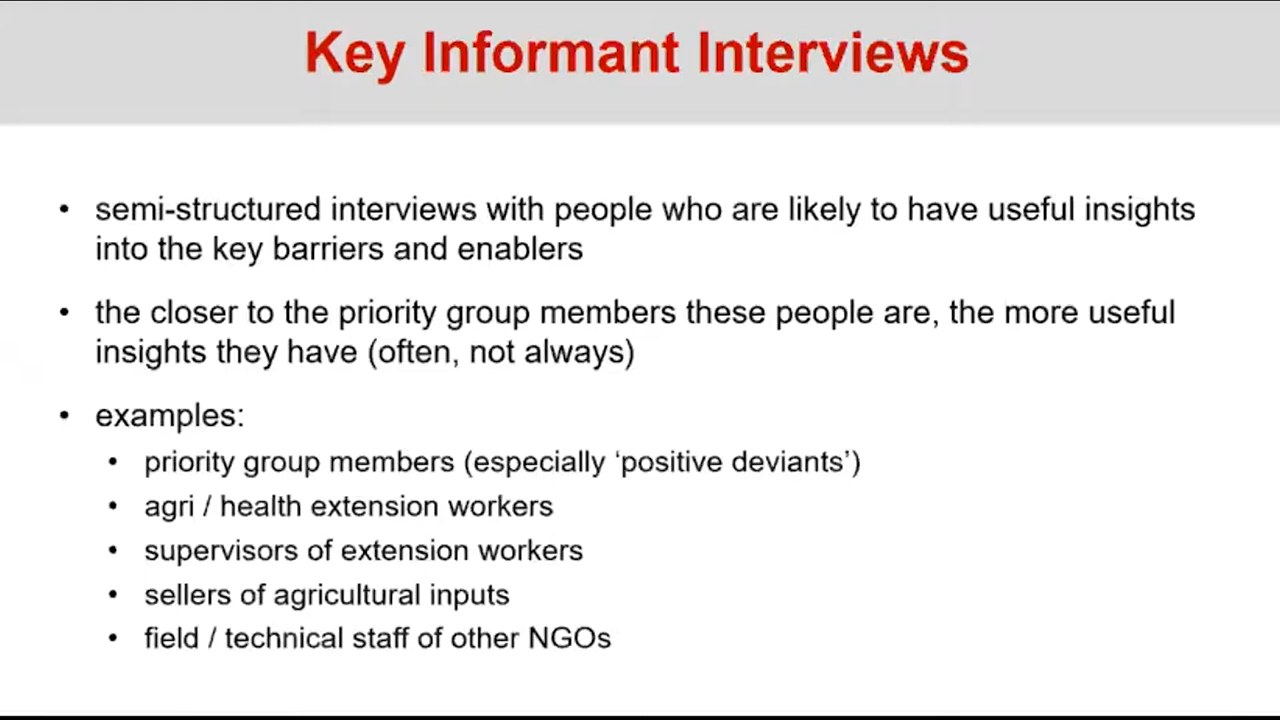 Key Informant Interviews
• semi-structured interviews with people who are likely to have useful insights
into the key barriers and enablers
• the closer to the priority group members these people are, the more useful
insights they have (often, not always)
• examples:
• priority group members (especially ‘positive deviants’)
• agri / health extension workers
• supervisors of extension workers
• sellers of agricultural inputs
• field / technical staff of other NGOs